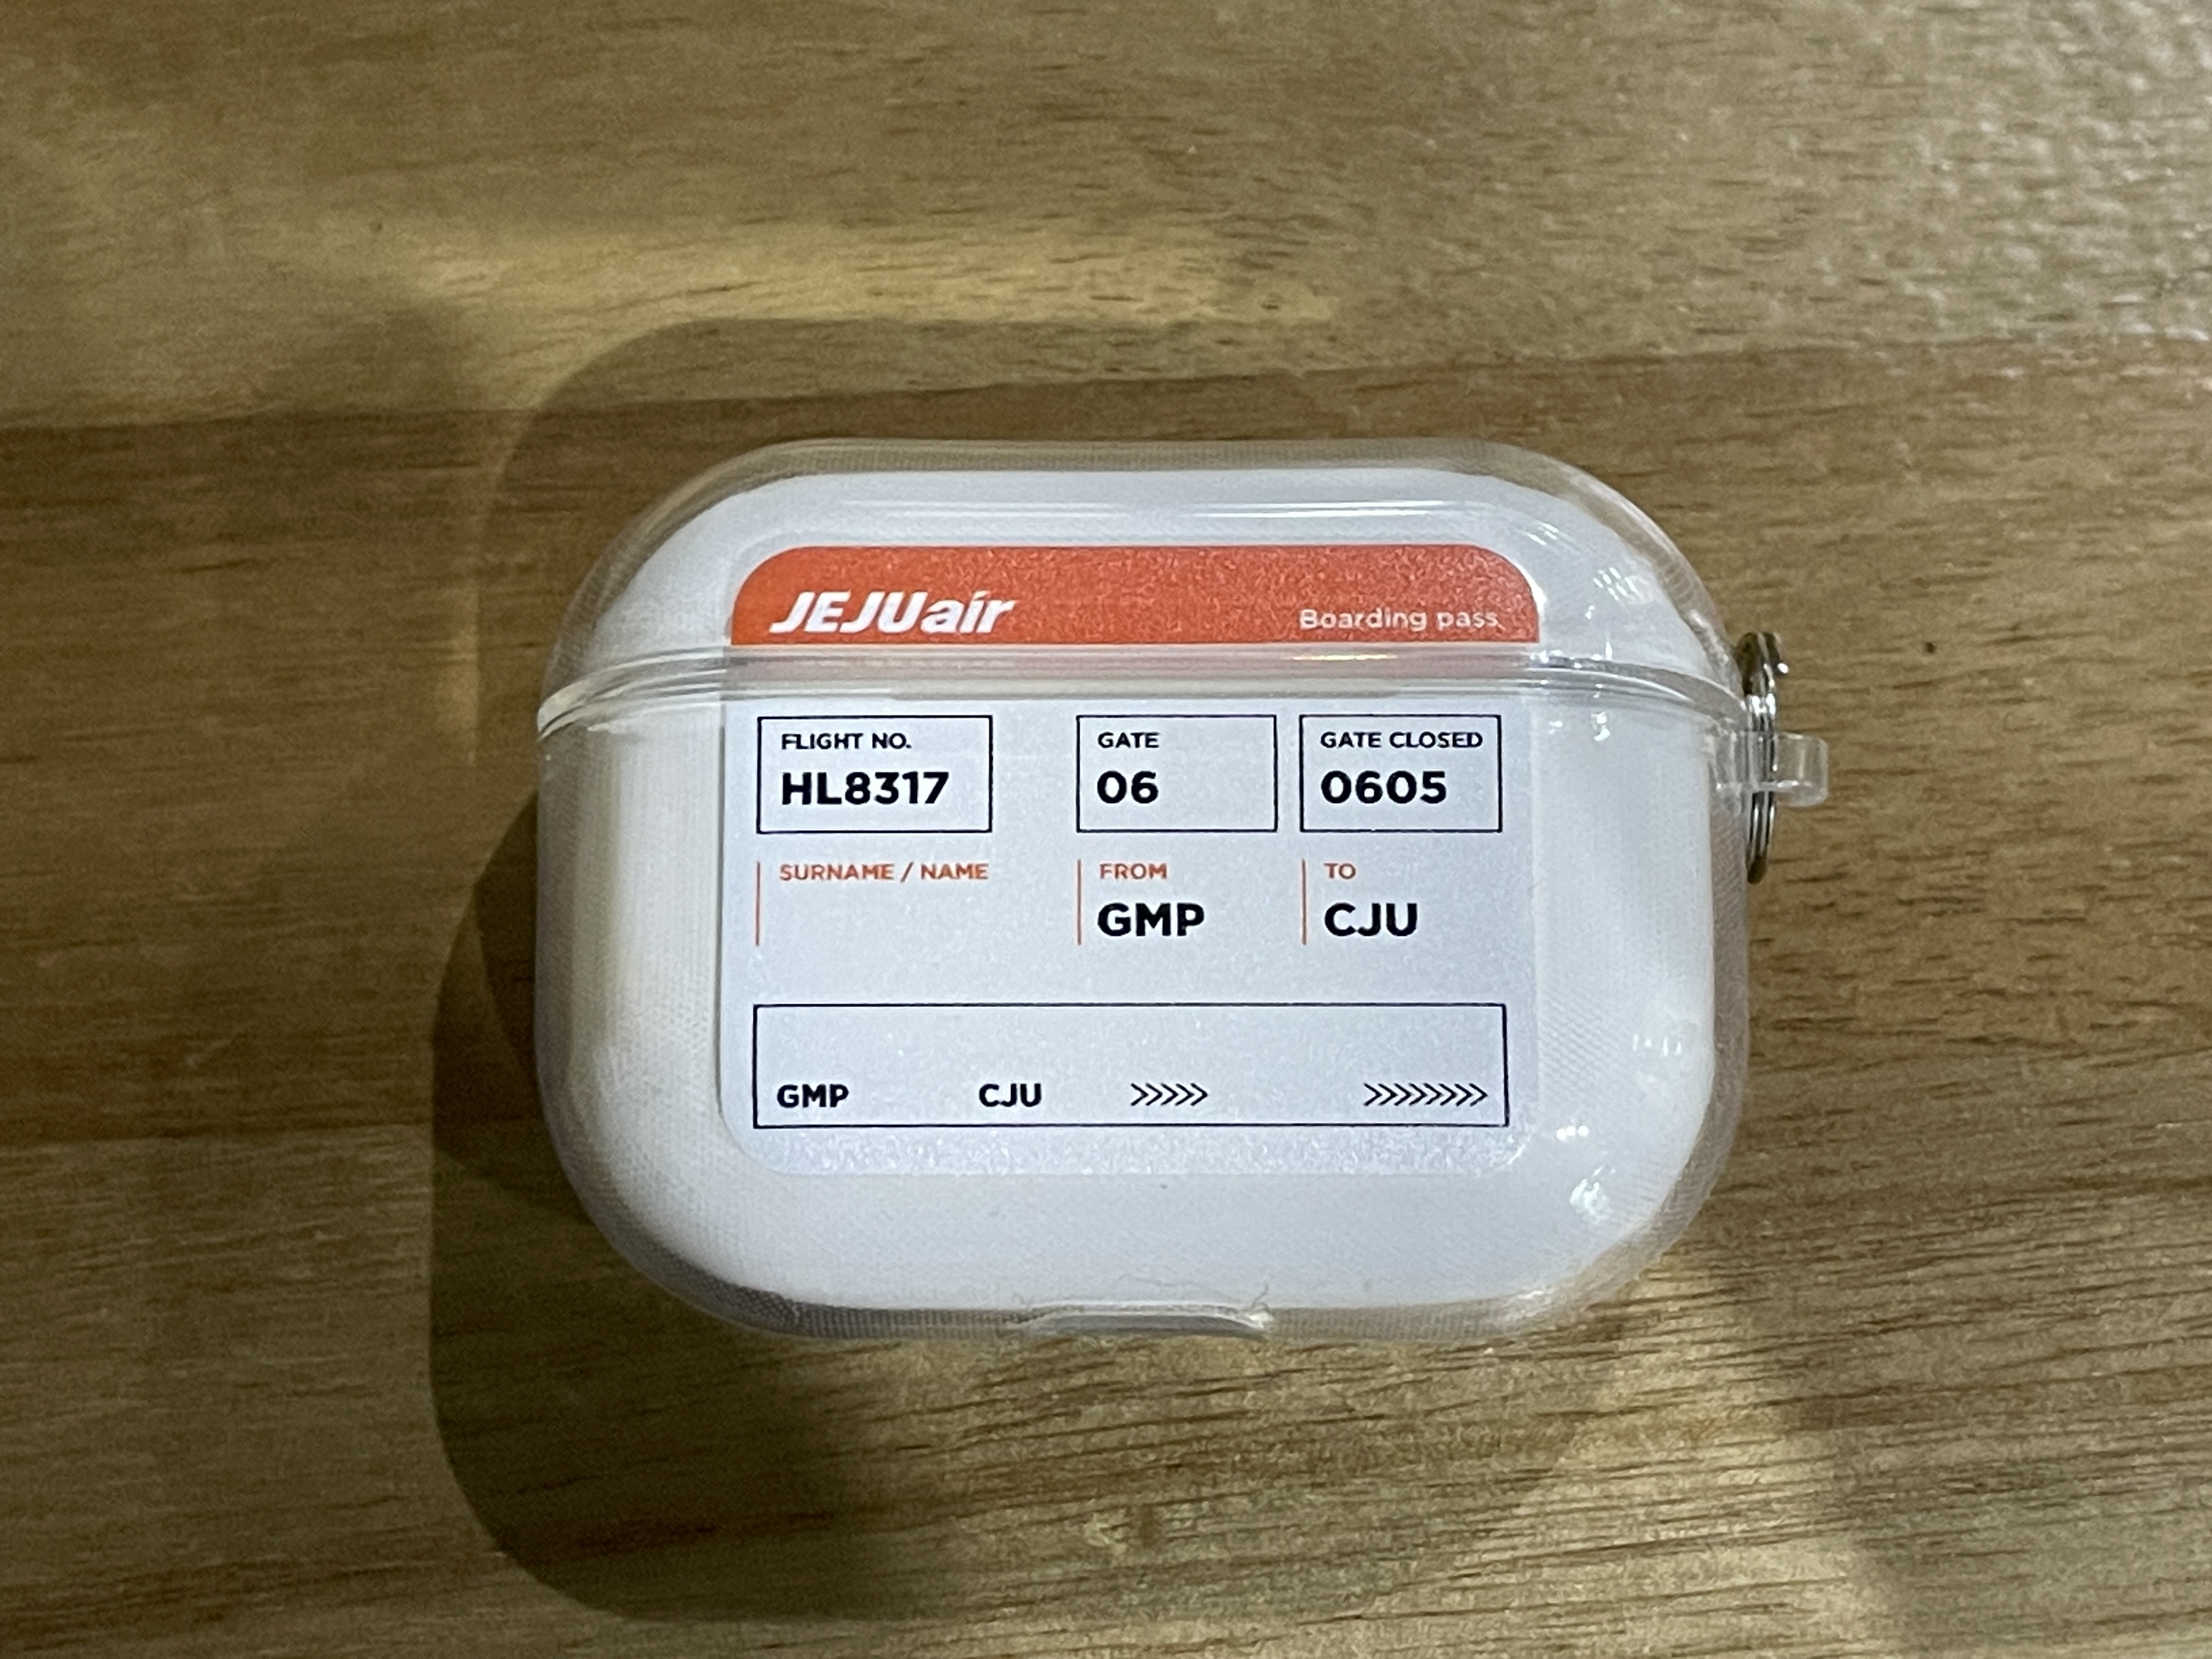 JEJUair Boarding pass
FLIGHT NO. GATE GATE CLOSED
HL8317 06 0605
SURNAME / NAME FROM TO
GMP CJU
GMP CJU >>>>> >>>>>>>>>